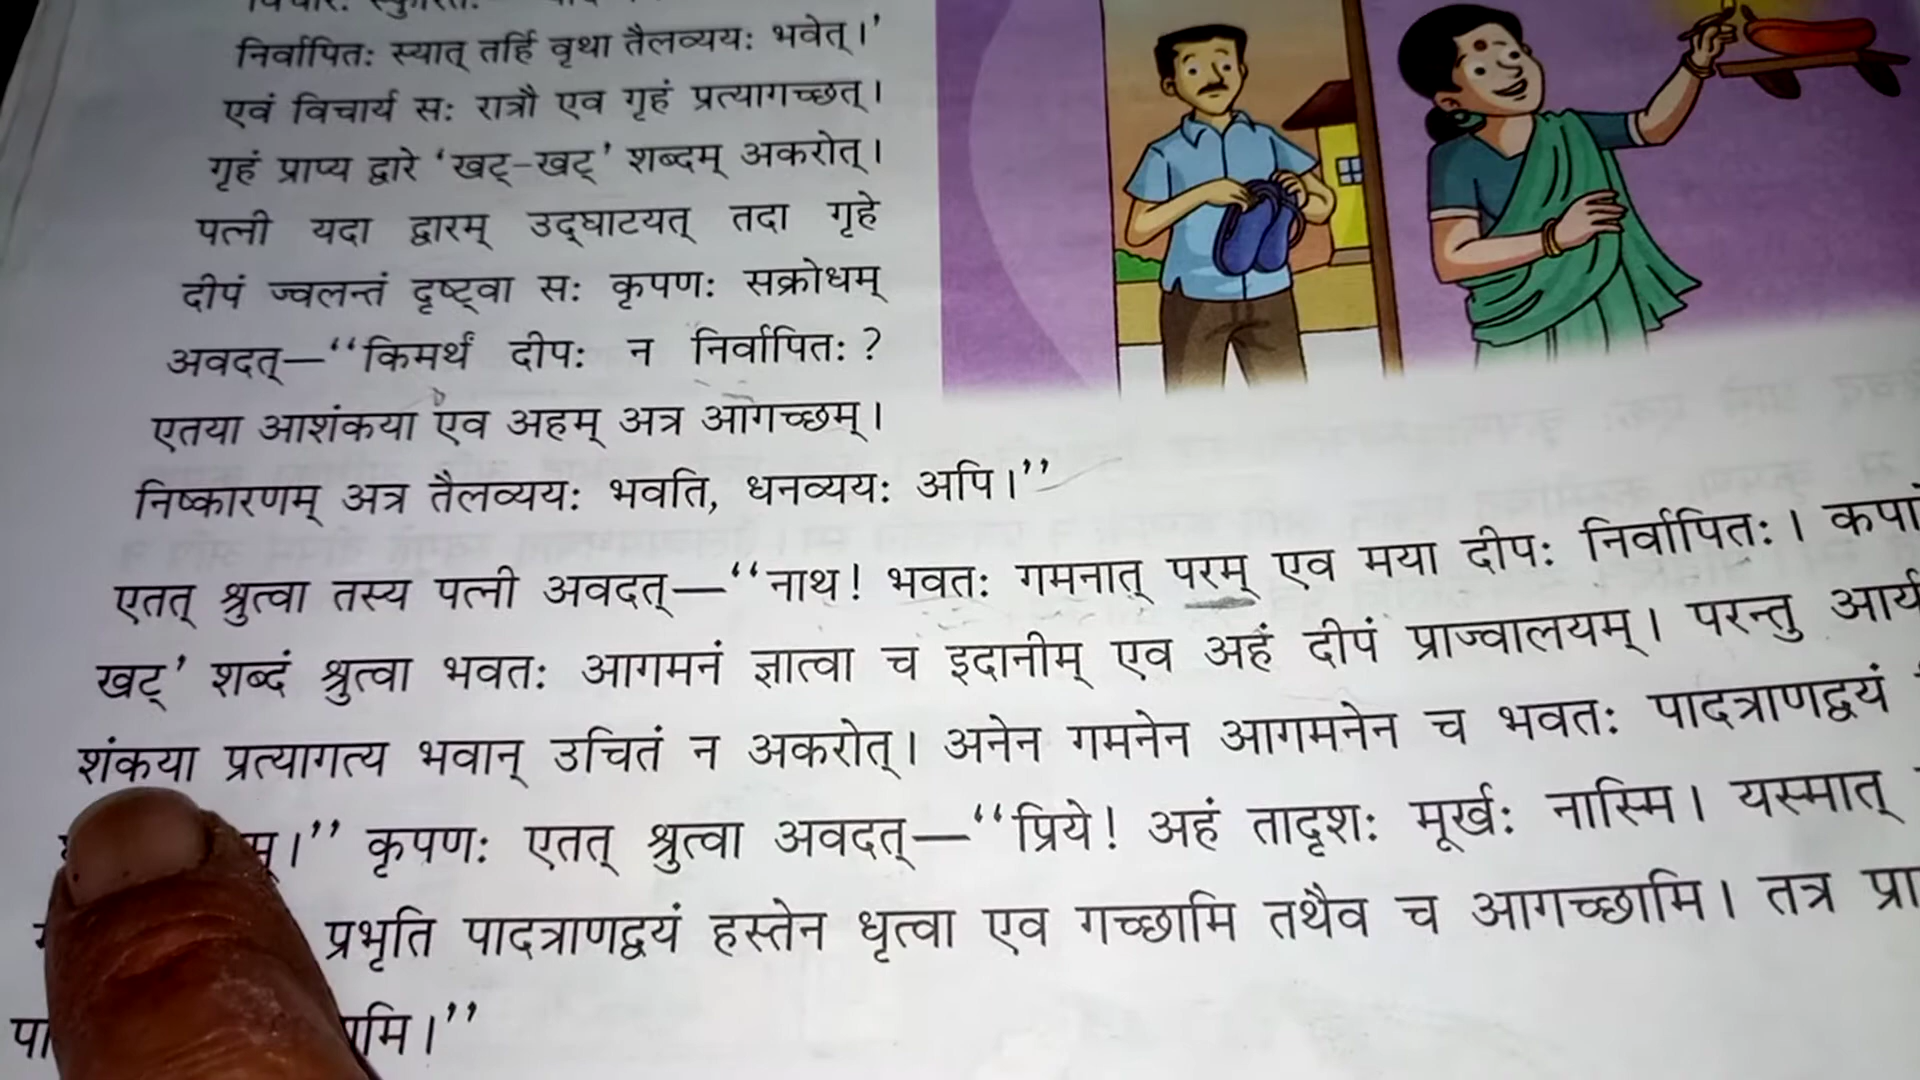 निर्वापितः स्यात् तर्हि वृथा तैलव्ययः भवेत्।’
एवं विचार्य सः रात्रौ एव गृहं प्रत्यागच्छत्।
गृहं प्राप्य द्वारे ‘खट्-खट्’ शब्दम् अकरोत्।
पत्नी यदा द्वारम् उद्घाटयत् तदा गृहे
दीपं ज्वलन्तं दृष्ट्वा सः कृपणः सक्रोधम्
अवदत्—‘‘किमर्थं दीपः न निर्वापितः?
एतया आशंकया एव अहम् अत्र आगच्छम्।
निष्कारणम् अत्र तैलव्ययः भवति, धनव्ययः अपि।’’
एतत् श्रुत्वा तस्य पत्नी अवदत्—‘‘नाथ! भवतः गमनात् परम् एव मया दीपः निर्वापितः।
खट्’ शब्दं श्रुत्वा भवतः आगमनं ज्ञात्वा च इदानीम् एव अहं दीपं प्राज्वालयम्। परन्तु
शंकया प्रत्यागत्य भवान् उचितं न अकरोत्। अनेन गमनेन आगमनेन च भवतः पादत्राणद्वयं
कृपणः एतत् श्रुत्वा अवदत्—‘‘प्रिये! अहं तादृशः मूर्खः नास्मि। यस्मात्
प्रभृति पादत्राणद्वयं हस्तेन धृत्वा एव गच्छामि तथैव च आगच्छामि। तत्र